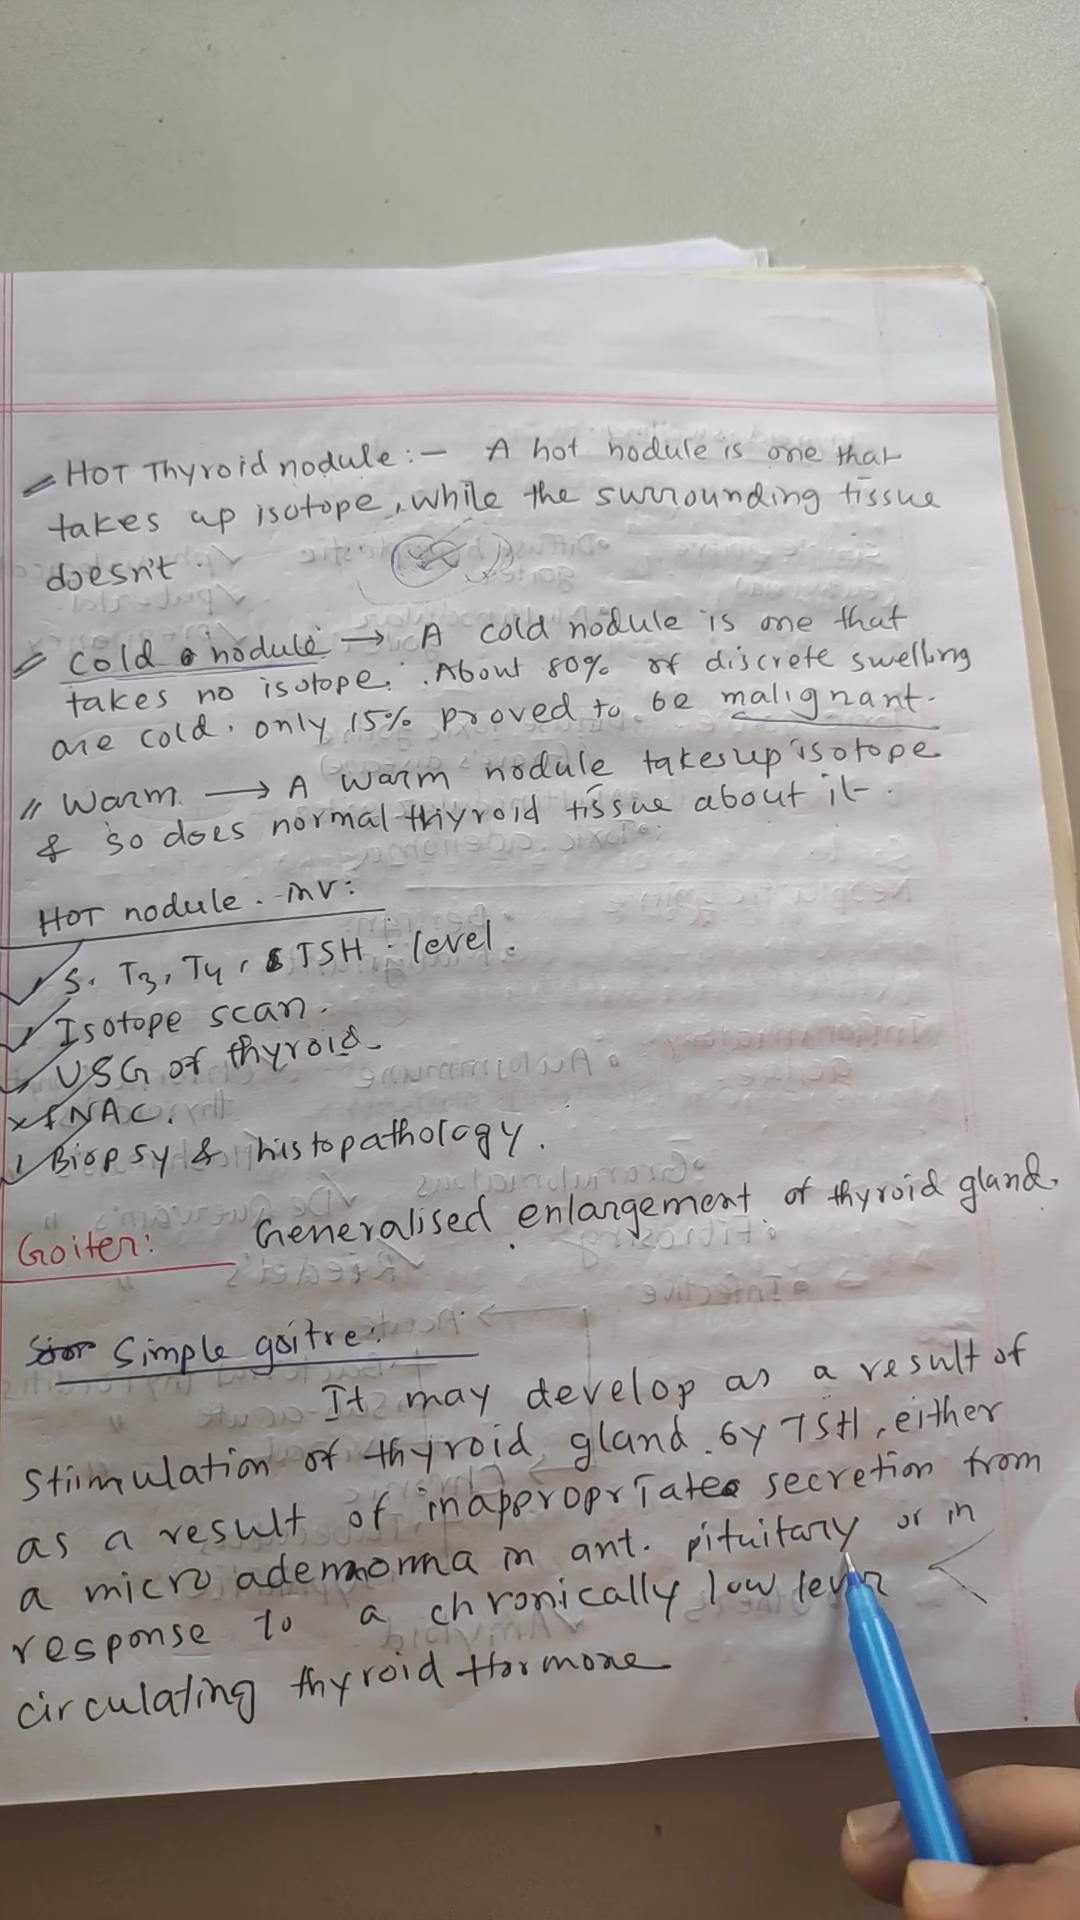 HOT Thyroid nodule :- A hot nodule is one that
takes up isotope, while the surrounding tissue
doesn't.
cold nodule → A cold nodule is one that
takes no isotope. About 80% of discrete swelling
are cold. only 15% proved to be malignant.
// Warm → A warm nodule takes up isotope
& so does normal thyroid tissue about it.
HOT nodule. inv:
S. T3, T4, TSH level.
Isotope scan.
USG of thyroid.
FNAC.
Biopsy & histopathology.
Goiter: Generalised enlargement of thyroid gland.
Simple goitre:
It may develop as a result of
stimulation of thyroid gland by TSH, either
as a result of inappropriate secretion from
a micro ademnoma in ant. pituitary or in
response to a chronically low level
circulating thyroid Hormone